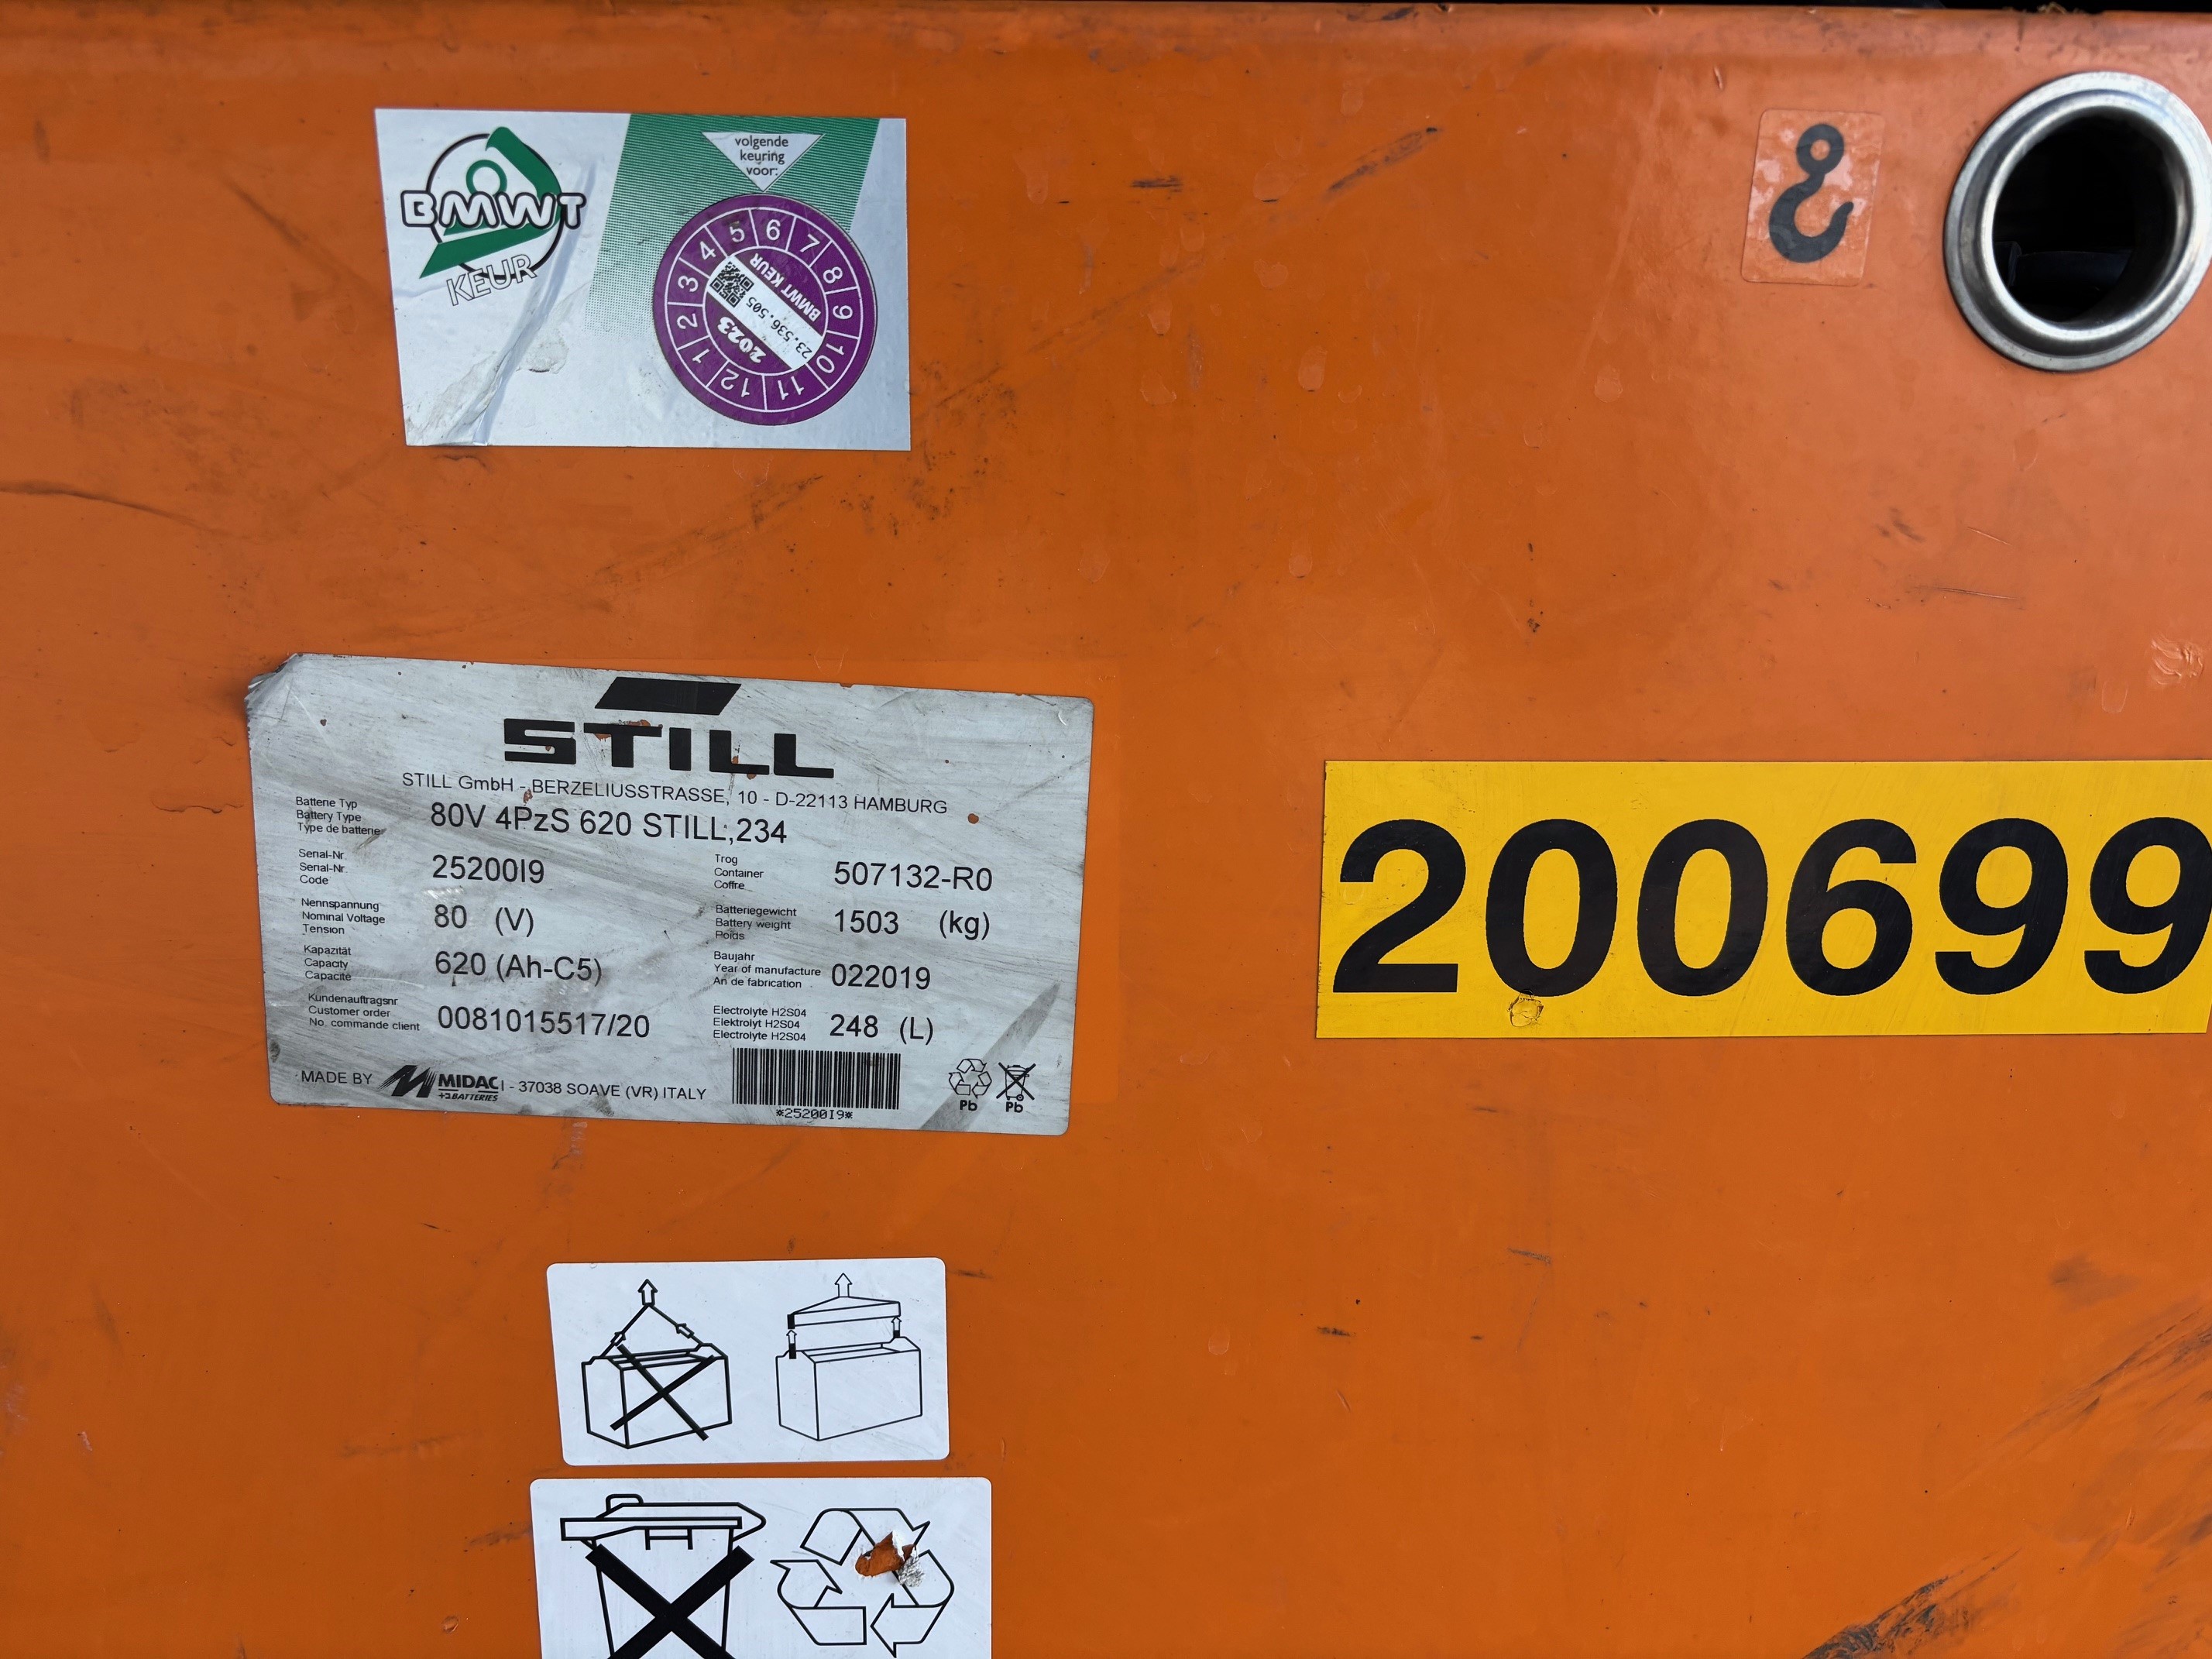 BMWT
KEUR
volgende
keuring
voor:
1 2 3 4 5 6 7 8 9 10 11 12
BMWT KEUR
23.536.505
2023
STILL
STILL GmbH - BERZELIUSSTRASSE, 10 - D-22113 HAMBURG
Batterie Typ
Battery Type
Type de batterie
80V 4PzS 620 STILL,234
Serial-Nr.
Serial-Nr.
Code
25200I9
Trog
Container
Coffre
507132-R0
Nennspannung
Nominal Voltage
Tension
80 (V)
Batteriegewicht
Battery weight
Poids
1503 (kg)
Kapazität
Capacity
Capacité
620 (Ah-C5)
Baujahr
Year of manufacture
An de fabrication
022019
Kundenauftragsnr
Customer order
No. commande client
0081015517/20
Electrolyte H2S04
Elektrolyt H2S04
Electrolyte H2S04
248 (L)
MADE BY MIDAC BATTERIES I - 37038 SOAVE (VR) ITALY
*25200I9*
Pb Pb
200699